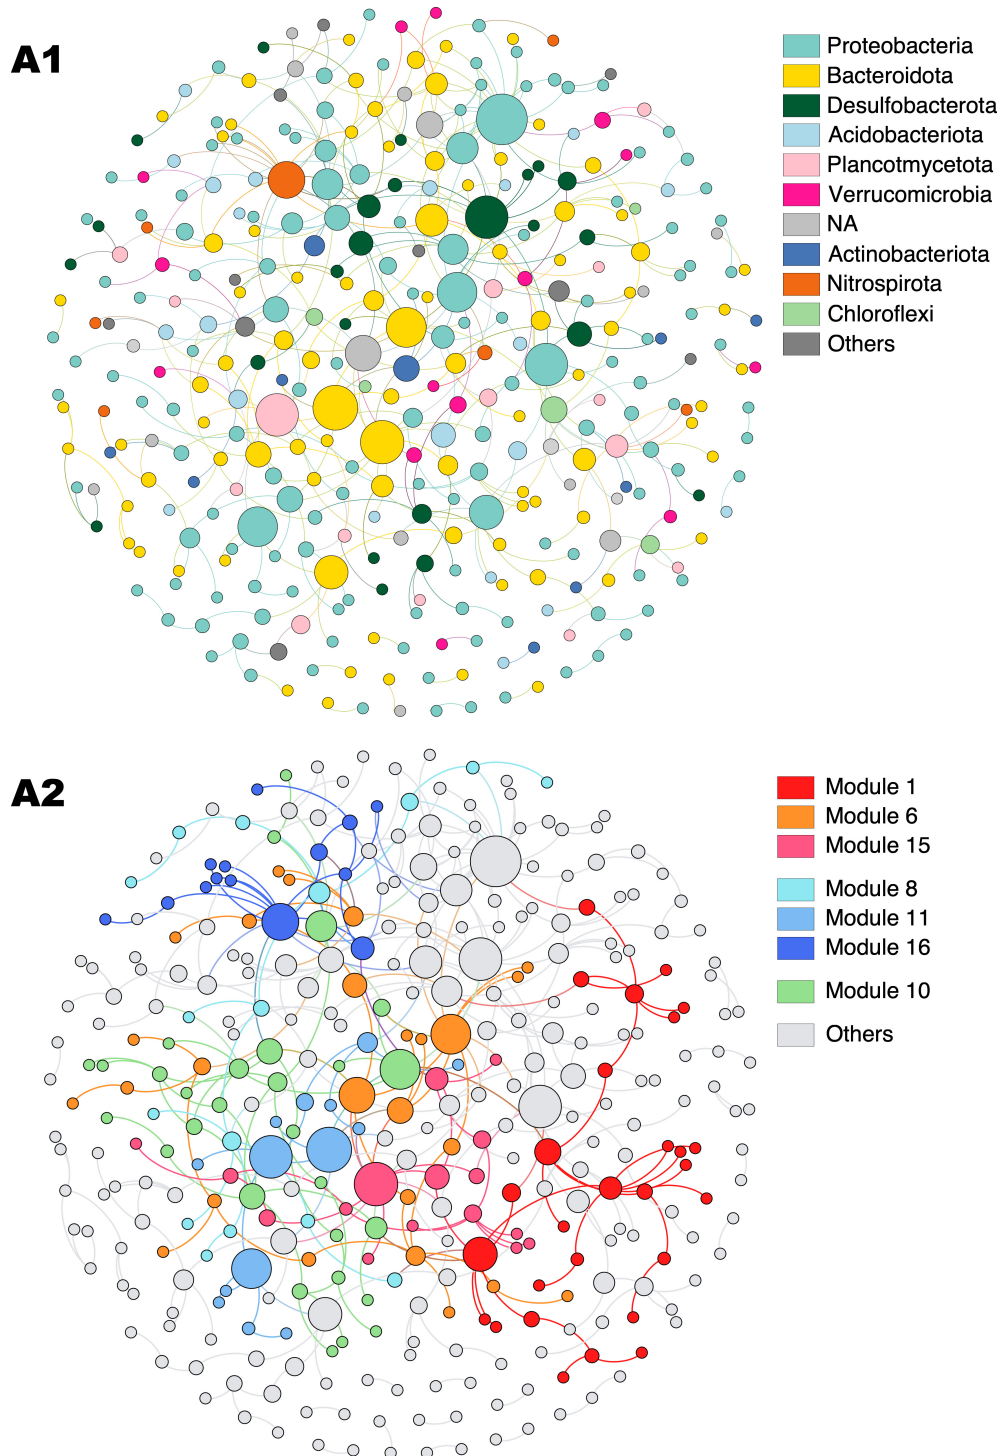 A1
Proteobacteria
Bacteroidota
Desulfobacterota
Acidobacteriota
Plancotmycetota
Verrucomicrobia
NA
Actinobacteriota
Nitrospirota
Chloroflexi
Others
A2
Module 1
Module 6
Module 15
Module 8
Module 11
Module 16
Module 10
Others